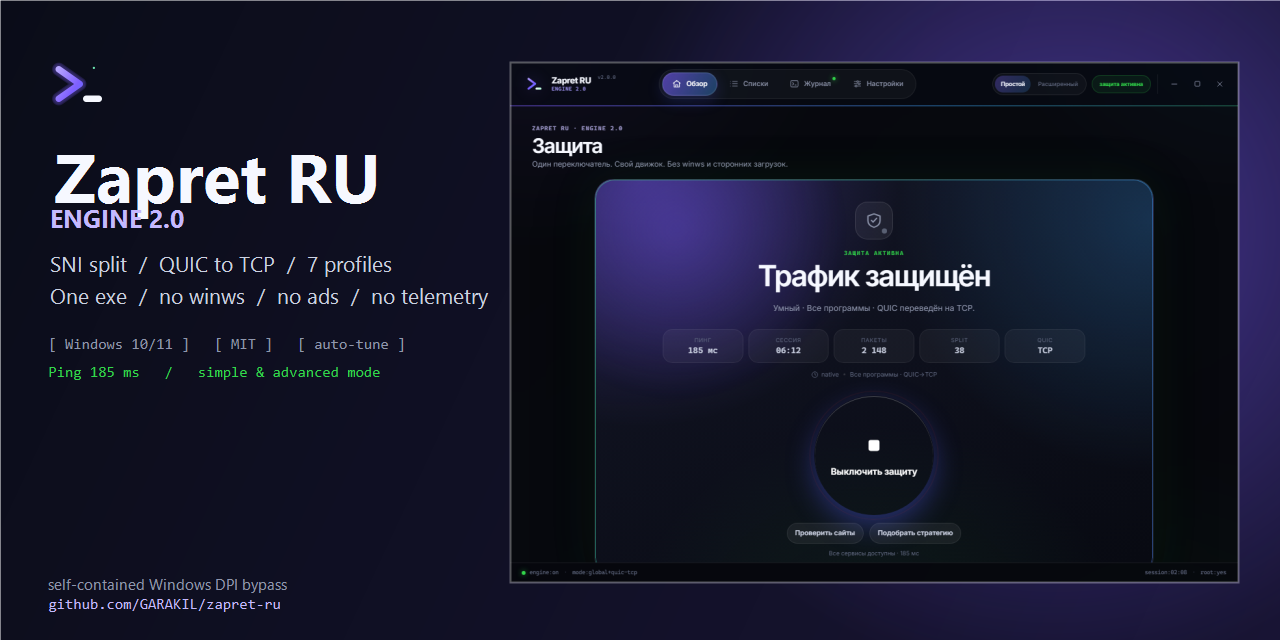 Zapret RU
ENGINE 2.0
SNI split / QUIC to TCP / 7 profiles
One exe / no winws / no ads / no telemetry
[ Windows 10/11 ] [ MIT ] [ auto-tune ]
Ping 185 ms / simple & advanced mode
self-contained Windows DPI bypass
github.com/GARAKIL/zapret-ru
Zapret RU
ENGINE 2.0
Обзор Списки Журнал Настройки
Простой Расширенный защита активна
ZAPRET RU · ENGINE 2.0
Защита
Один переключатель. Свой движок. Без winws и сторонних загрузок.
ЗАЩИТА АКТИВНА
Трафик защищён
Умный · Все программы · QUIC переведён на TCP.
ПИНГ СЕССИЯ ПАКЕТЫ SPLIT QUIC
185 мс 06:12 2 148 38 TCP
native · Все программы · QUIC→TCP
Выключить защиту
Проверить сайты Подобрать стратегию
Все сервисы доступны · 185 мс
engine:on · mode:global+quic-tcp
root:yes